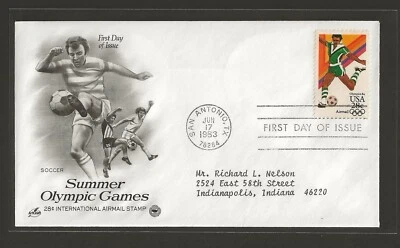 First Day
of Issue
SOCCER
Summer
Olympic Games
28¢ INTERNATIONAL AIRMAIL STAMP
SAN ANTONIO, TX
JUN
17
1983
78284
USA
28c
Airmail
FIRST DAY OF ISSUE
Mr. Richard L. Nelson
2524 East 58th Street
Indianapolis, Indiana 46220